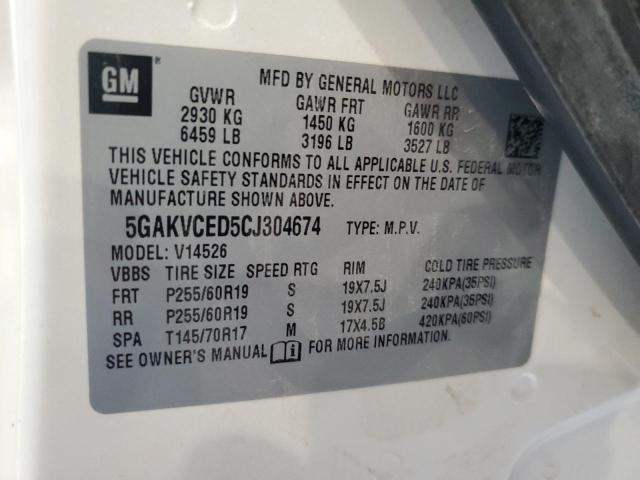 GM
MFD BY GENERAL MOTORS LLC
GVWR GAWR FRT GAWR RR
2930 KG 1450 KG 1600 KG
6459 LB 3196 LB 3527 LB
THIS VEHICLE CONFORMS TO ALL APPLICABLE U.S. FEDERAL MOTOR
VEHICLE SAFETY STANDARDS IN EFFECT ON THE DATE OF
MANUFACTURE SHOWN ABOVE.
5GAKVCED5CJ304674 TYPE: M.P.V.
MODEL: V14526
VBBS TIRE SIZE SPEED RTG RIM COLD TIRE PRESSURE
FRT P255/60R19 S 19X7.5J 240KPA(35PSI)
RR P255/60R19 S 19X7.5J 240KPA(35PSI)
SPA T145/70R17 M 17X4.5B 420KPA(60PSI)
SEE OWNER'S MANUAL FOR MORE INFORMATION.